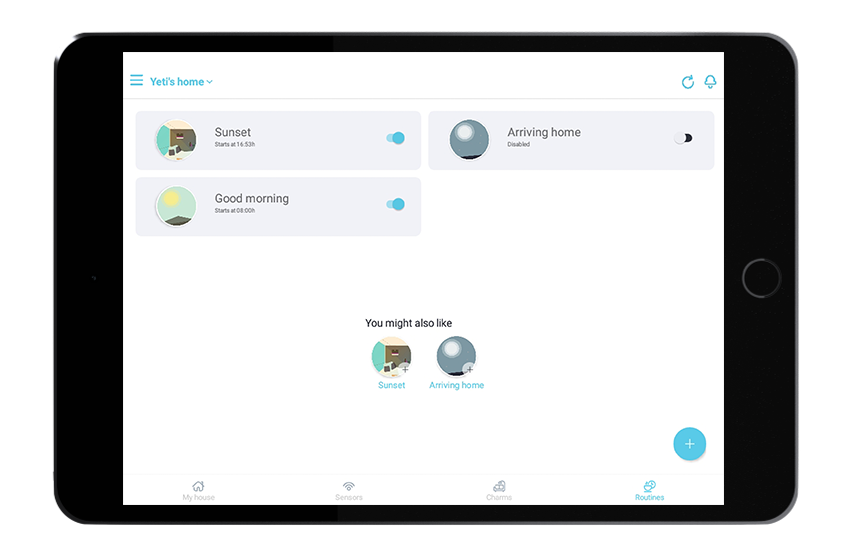 Yeti's home
Sunset
Starts at 16:53h
Arriving home
Disabled
Good morning
Starts at 08:00h
You might also like
Sunset
Arriving home
My house
Sensors
Charms
Routines